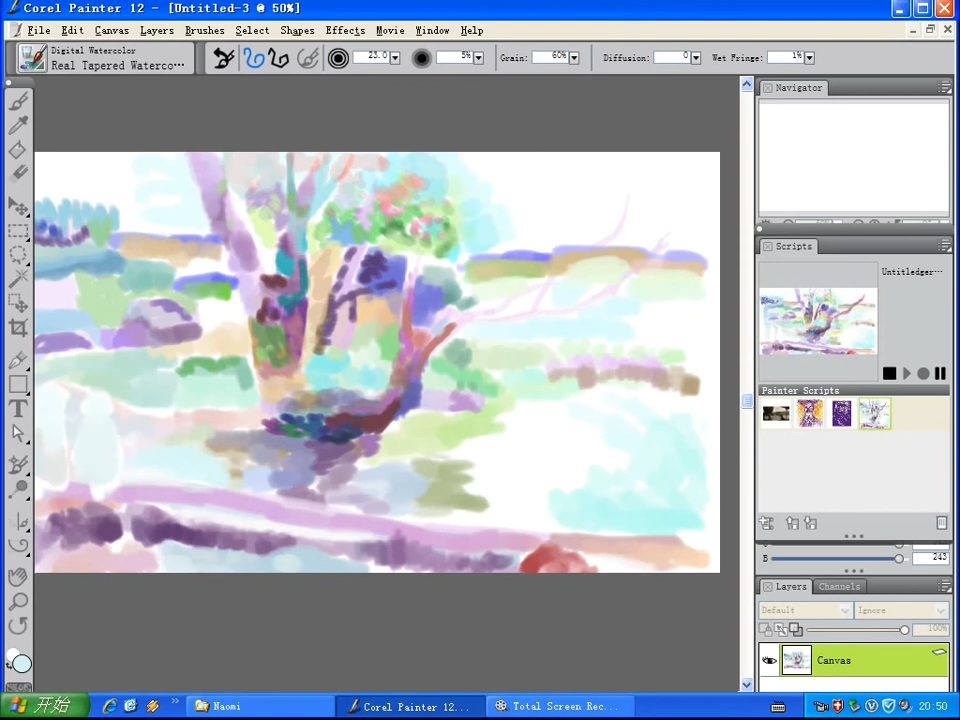 Corel Painter 12 - [Untitled-3 @ 50%]
File Edit Canvas Layers Brushes Select Shapes Effects Movie Window Help
Digital Watercolor
Real Tapered Waterco...
23.0
5%
Grain: 60%
Diffusion: 0
Wet Fringe: 1%
Navigator
Scripts
Untitledger...
Painter Scripts
B 243
Layers Channels
Default Ignore
100%
Canvas
开始
Naomi
Corel Painter 12...
Total Screen Rec...
20:50